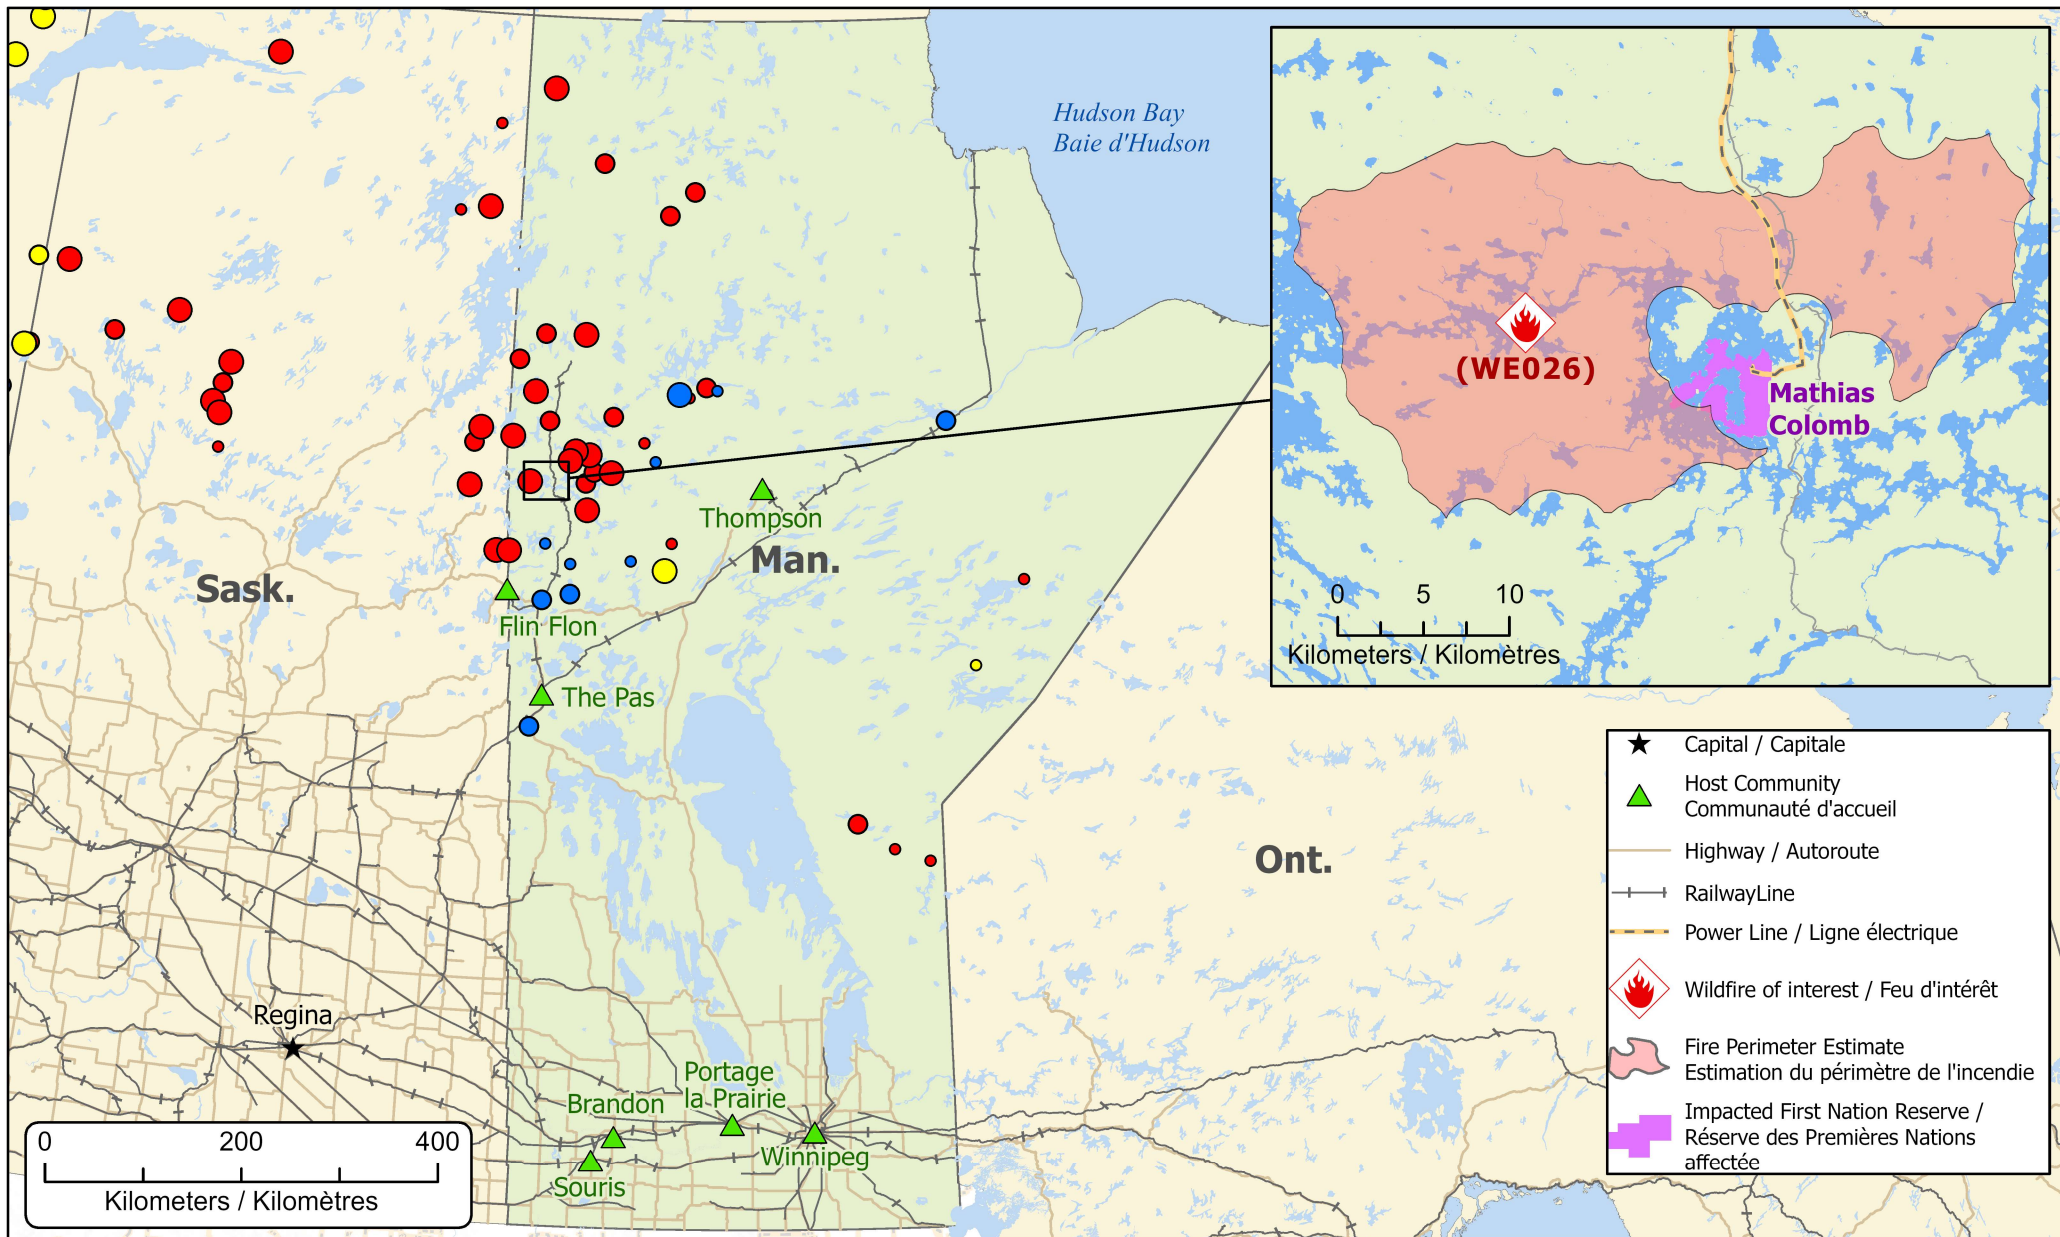 Hudson Bay
Baie d'Hudson
(WE026)
Mathias
Colomb
0 5 10
Kilometers / Kilomètres
Thompson
Man.
Sask.
Flin Flon
The Pas
Ont.
Regina
Portage
la Prairie
Brandon
Winnipeg
Souris
0 200 400
Kilometers / Kilomètres
Capital / Capitale
Host Community
Communauté d'accueil
Highway / Autoroute
RailwayLine
Power Line / Ligne électrique
Wildfire of interest / Feu d'intérêt
Fire Perimeter Estimate
Estimation du périmètre de l'incendie
Impacted First Nation Reserve /
Réserve des Premières Nations
affectée